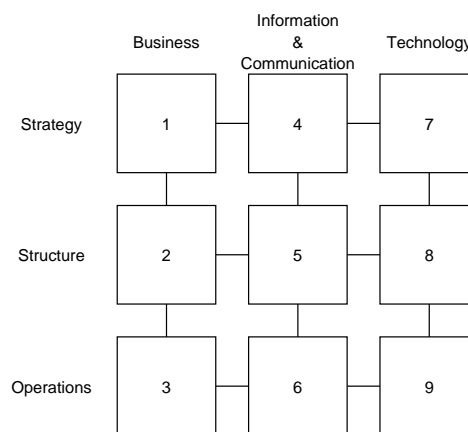 Information
&
Business Communication Technology
Strategy 1 4 7
Structure 2 5 8
Operations 3 6 9